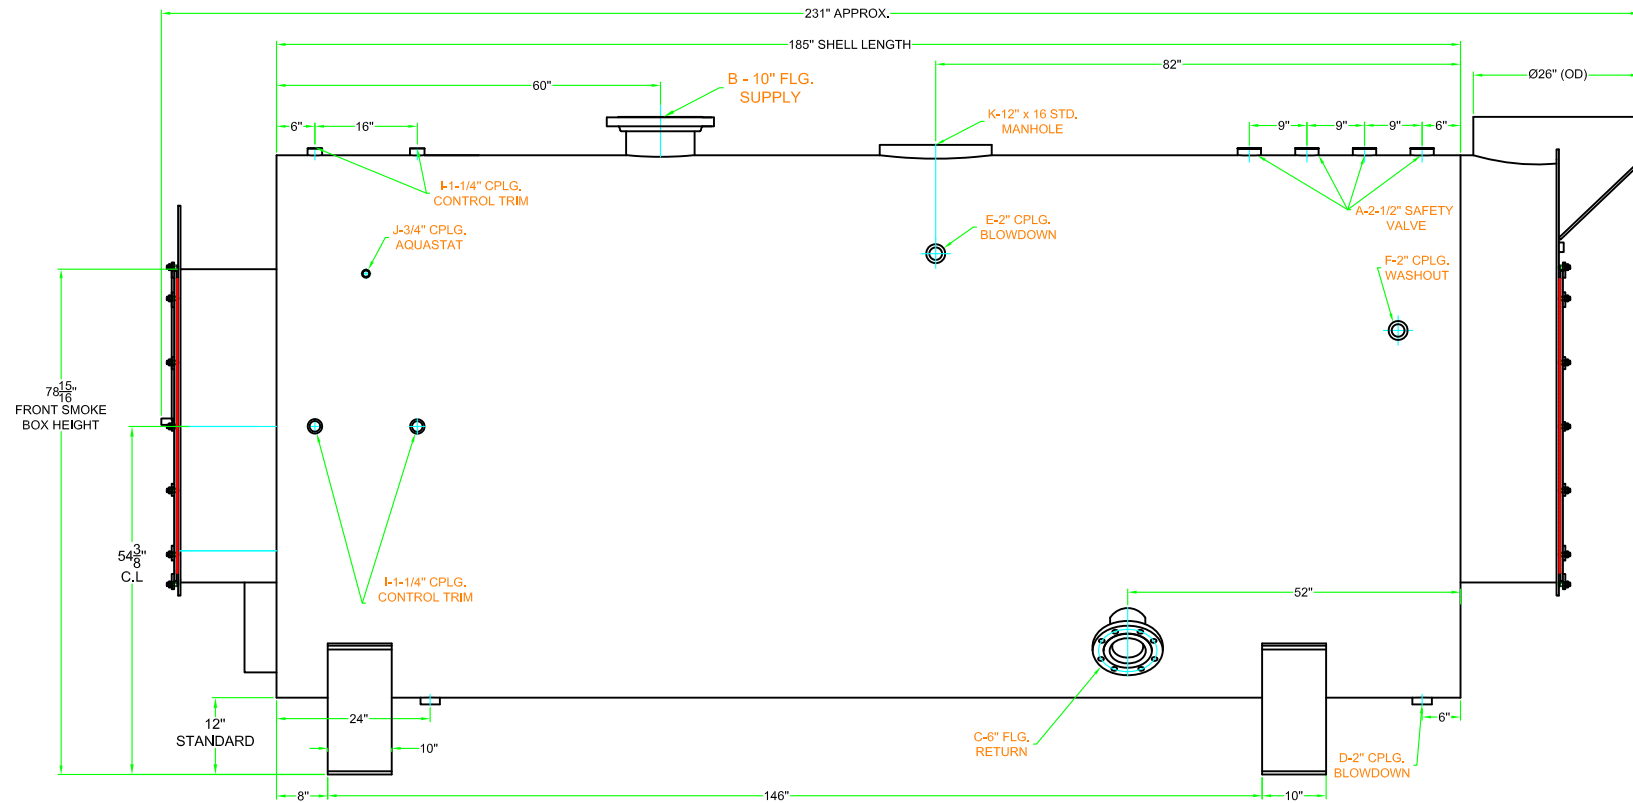 231" APPROX.
185" SHELL LENGTH
82"
Ø26" (OD)
60"
B - 10" FLG.
SUPPLY
K-12" x 16 STD.
MANHOLE
6"
16"
9"
9"
9"
6"
I-1-1/4" CPLG.
CONTROL TRIM
J-3/4" CPLG.
AQUASTAT
E-2" CPLG.
BLOWDOWN
A-2-1/2" SAFETY
VALVE
F-2" CPLG.
WASHOUT
78 15/16"
FRONT SMOKE
BOX HEIGHT
54 3/8"
C.L
I-1-1/4" CPLG.
CONTROL TRIM
52"
12"
STANDARD
24"
10"
C-6" FLG.
RETURN
6"
D-2" CPLG.
BLOWDOWN
8"
146"
10"